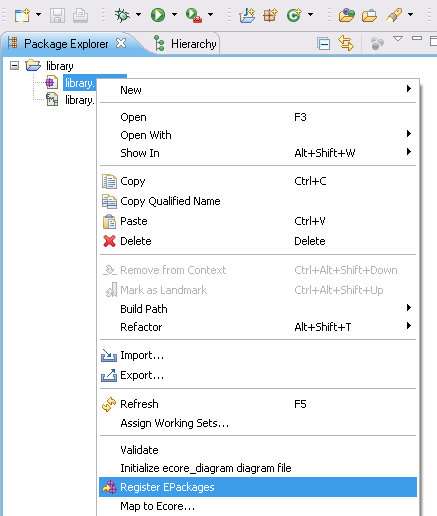 Package Explorer
Hierarchy
library
library.
library.
New
Open F3
Open With
Show In Alt+Shift+W
Copy Ctrl+C
Copy Qualified Name
Paste Ctrl+V
Delete Delete
Remove from Context Ctrl+Alt+Shift+Down
Mark as Landmark Ctrl+Alt+Shift+Up
Build Path
Refactor Alt+Shift+T
Import...
Export...
Refresh F5
Assign Working Sets...
Validate
Initialize ecore_diagram diagram file
Register EPackages
Map to Ecore...